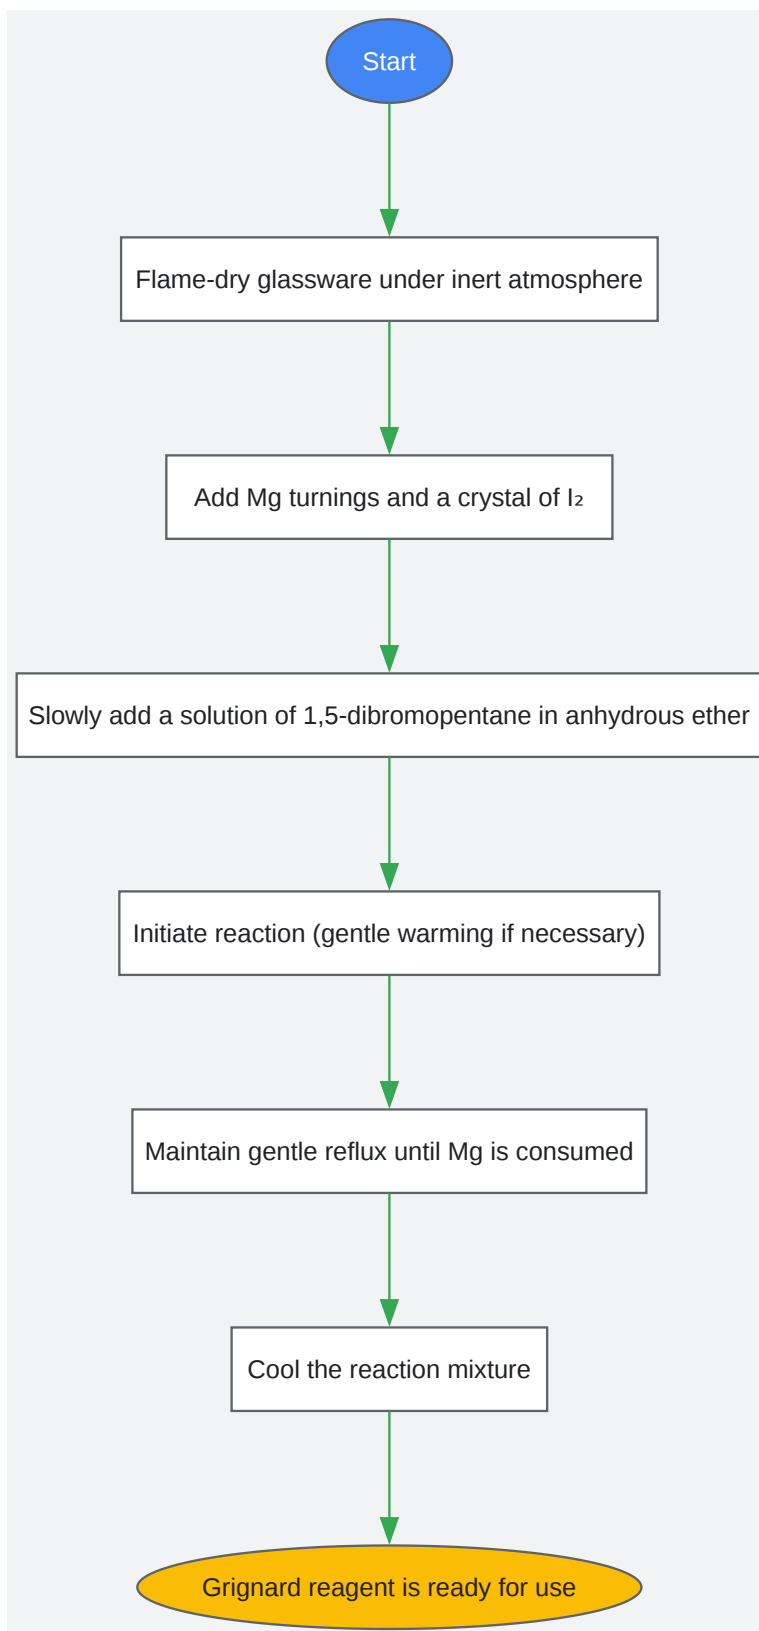 Start
Flame-dry glassware under inert atmosphere
Add Mg turnings and a crystal of I₂
Slowly add a solution of 1,5-dibromopentane in anhydrous ether
Initiate reaction (gentle warming if necessary)
Maintain gentle reflux until Mg is consumed
Cool the reaction mixture
Grignard reagent is ready for use